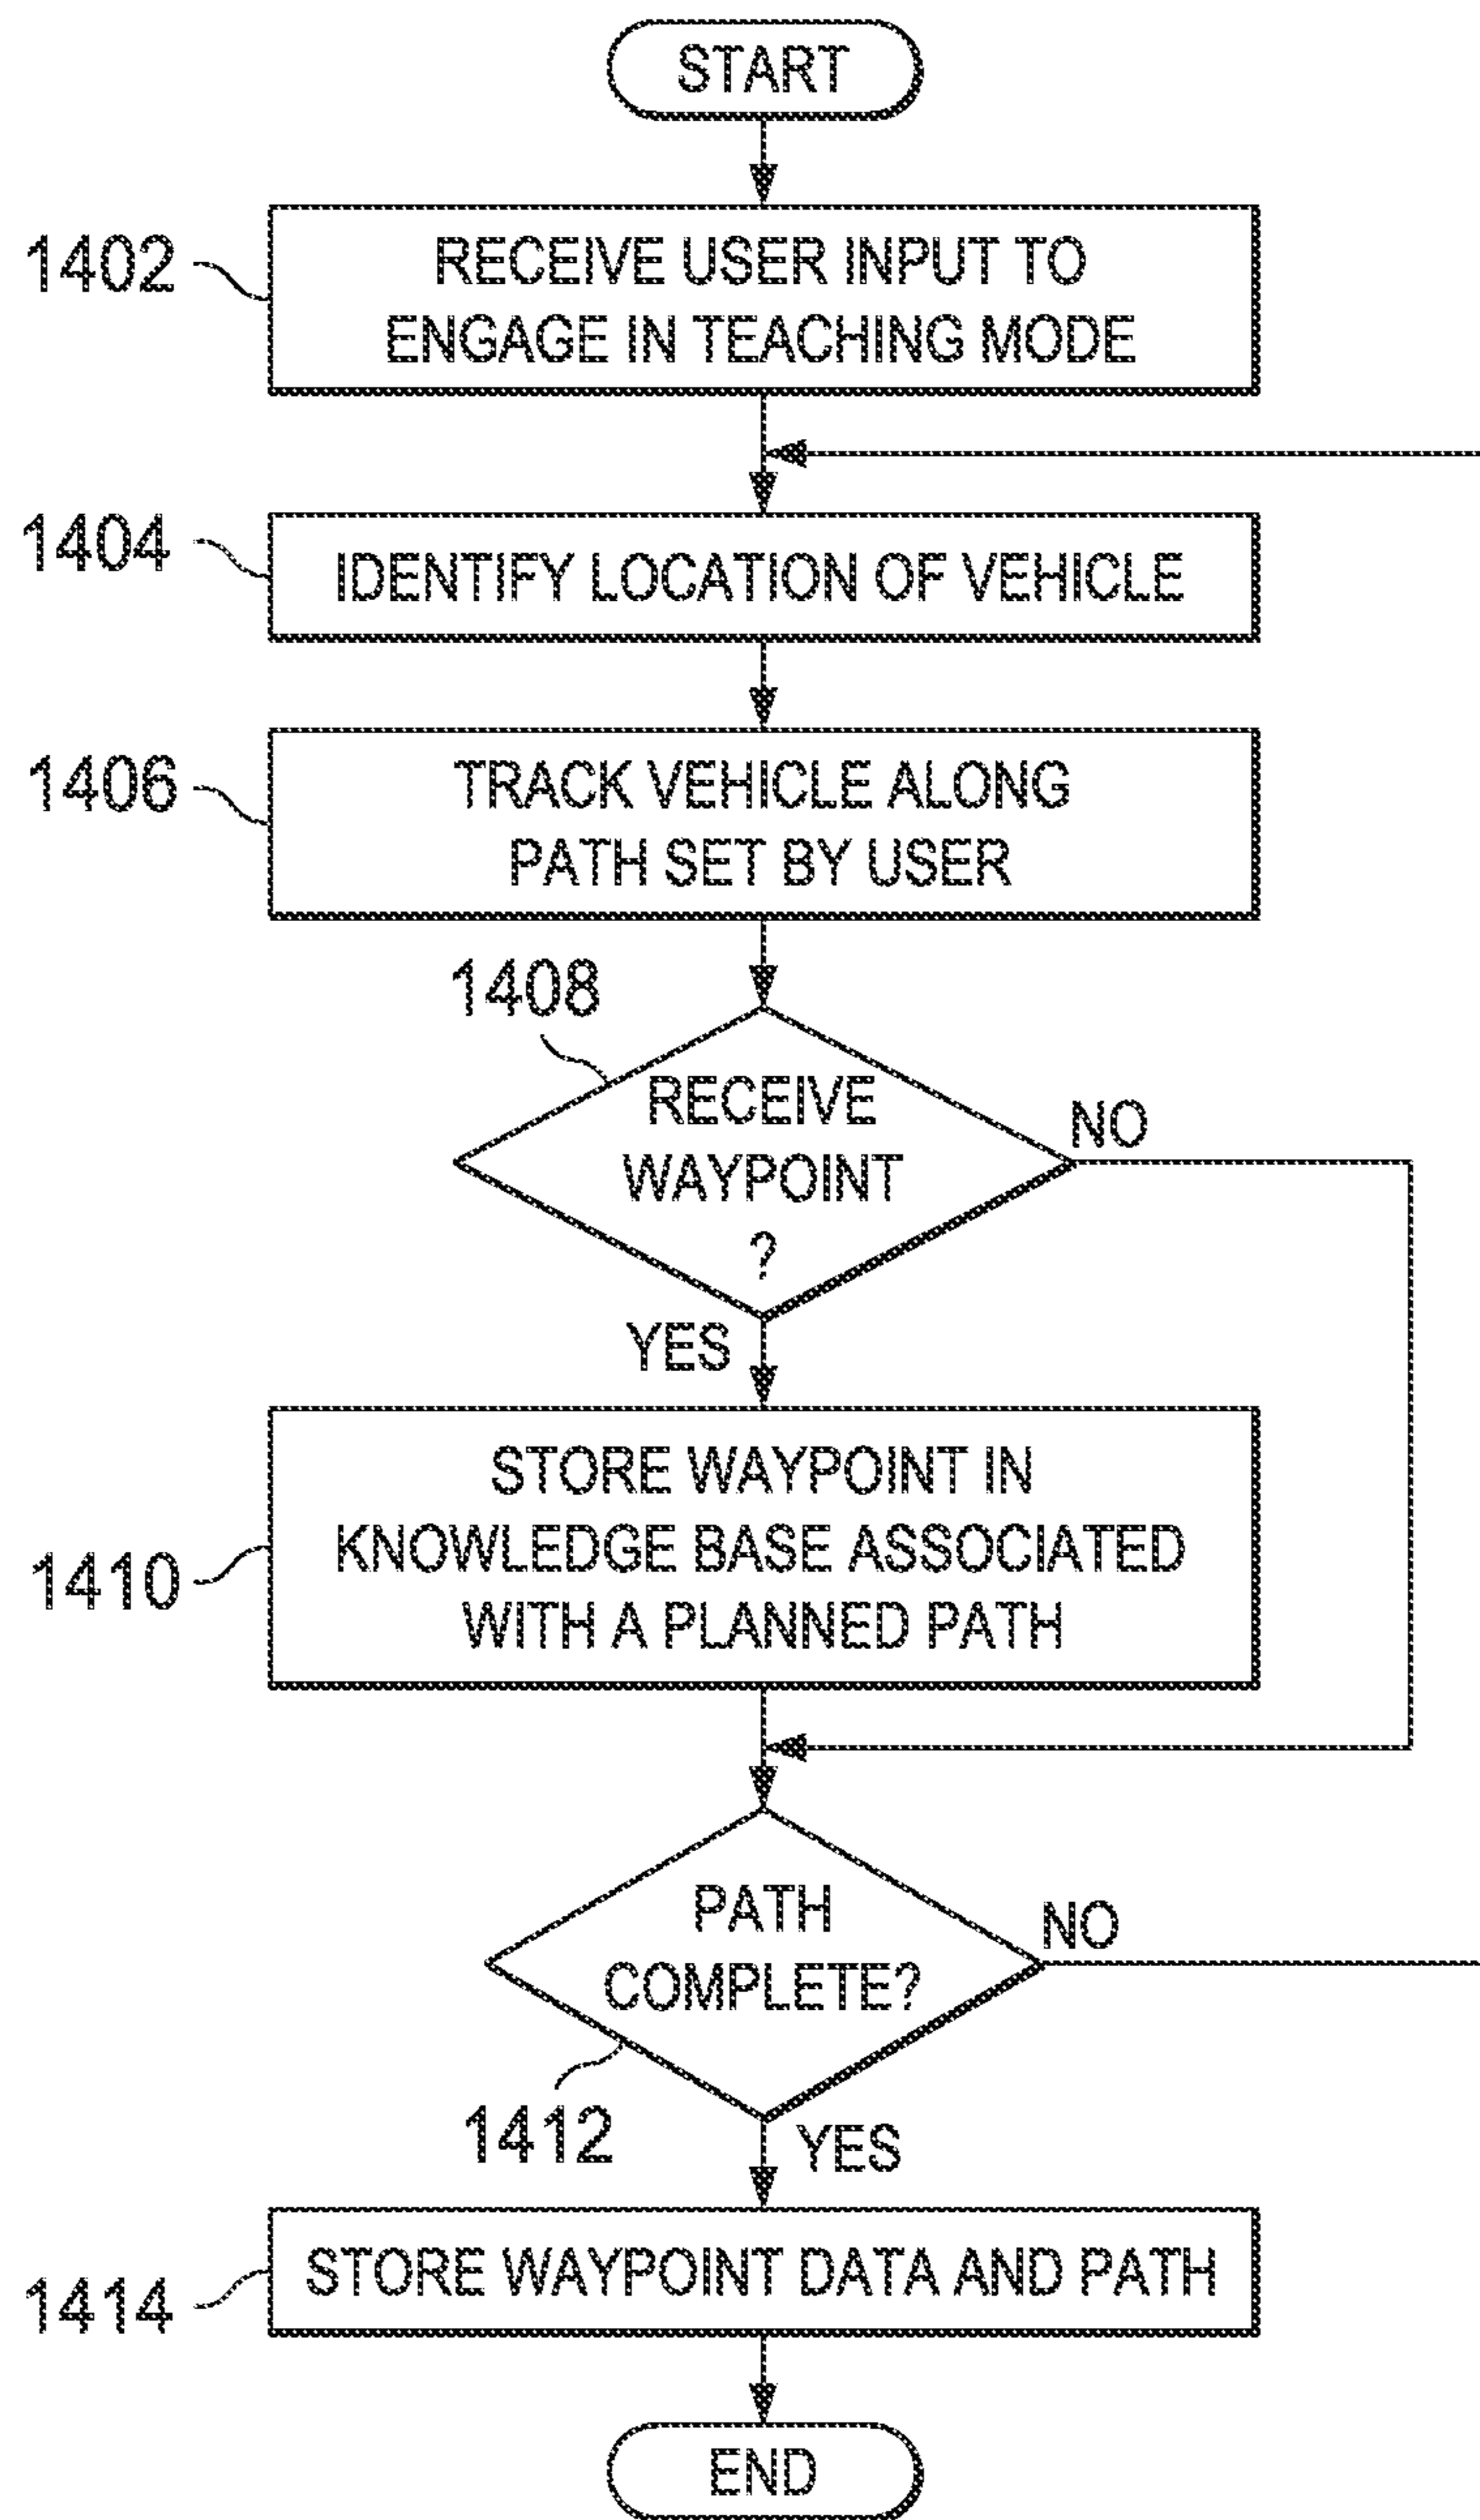 START
1402
RECEIVE USER INPUT TO
ENGAGE IN TEACHING MODE
1404
IDENTIFY LOCATION OF VEHICLE
1406
TRACK VEHICLE ALONG
PATH SET BY USER
1408
RECEIVE
WAYPOINT
?
NO
YES
1410
STORE WAYPOINT IN
KNOWLEDGE BASE ASSOCIATED
WITH A PLANNED PATH
PATH
COMPLETE?
NO
1412
YES
1414
STORE WAYPOINT DATA AND PATH
END